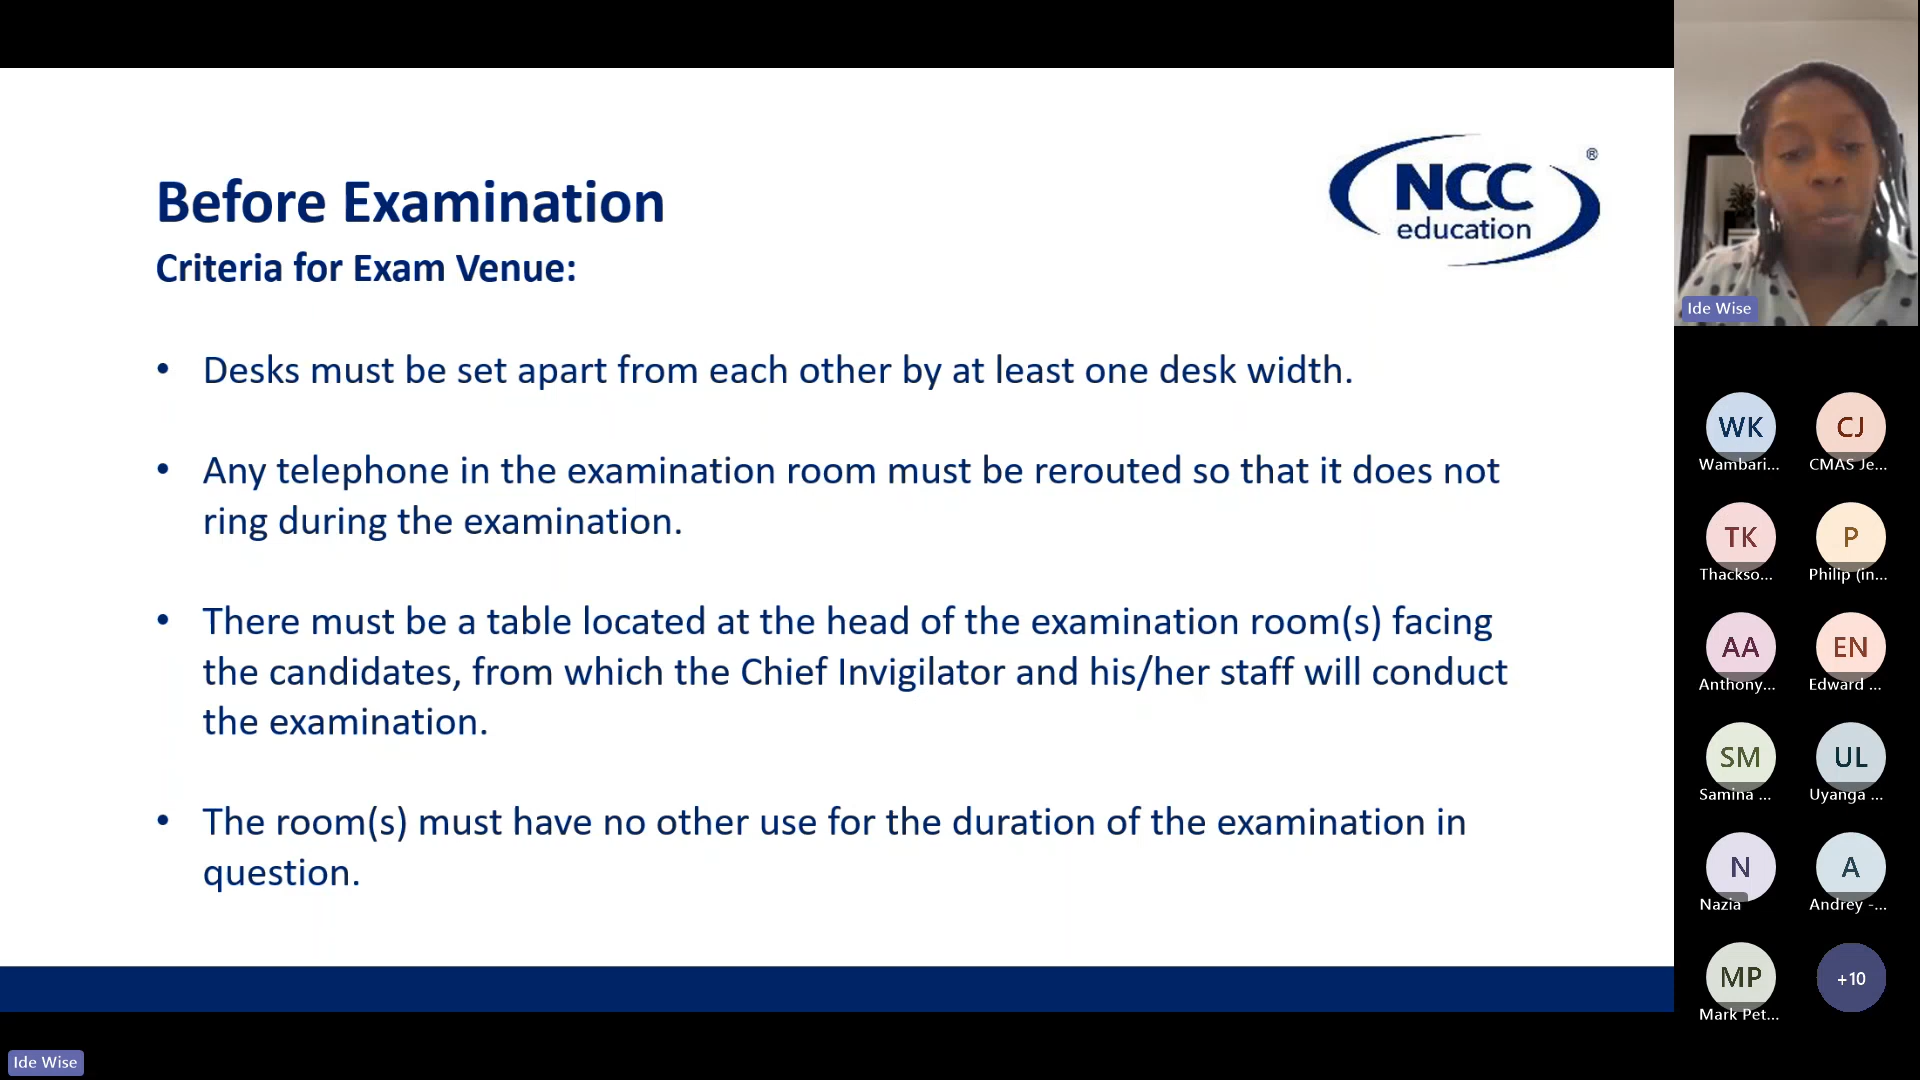 Before Examination
Criteria for Exam Venue:
NCC
education
®
• Desks must be set apart from each other by at least one desk width.
• Any telephone in the examination room must be rerouted so that it does not
ring during the examination.
• There must be a table located at the head of the examination room(s) facing
the candidates, from which the Chief Invigilator and his/her staff will conduct
the examination.
• The room(s) must have no other use for the duration of the examination in
question.
Ide Wise
WK
Wambari...
CJ
CMAS Je...
TK
Thackso...
P
Philip (in...
AA
Anthony...
EN
Edward ...
SM
Samina ...
UL
Uyanga ...
N
Nazia
A
Andrey -...
MP
Mark Pet...
+10
Ide Wise